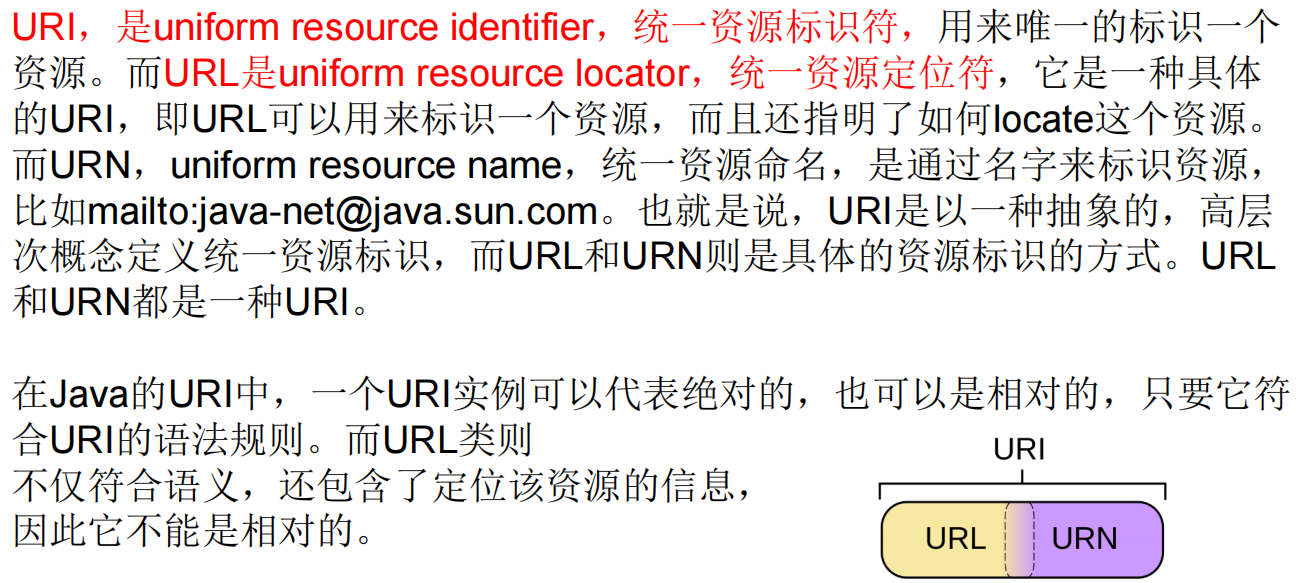 URI，是uniform resource identifier，统一资源标识符，用来唯一的标识一个
资源。而URL是uniform resource locator，统一资源定位符，它是一种具体
的URI，即URL可以用来标识一个资源，而且还指明了如何locate这个资源。
而URN，uniform resource name，统一资源命名，是通过名字来标识资源，
比如mailto:java-net@java.sun.com。也就是说，URI是以一种抽象的，高层
次概念定义统一资源标识，而URL和URN则是具体的资源标识的方式。URL
和URN都是一种URI。
在Java的URI中，一个URI实例可以代表绝对的，也可以是相对的，只要它符
合URI的语法规则。而URL类则
不仅符合语义，还包含了定位该资源的信息，
因此它不能是相对的。
URI
URL URN